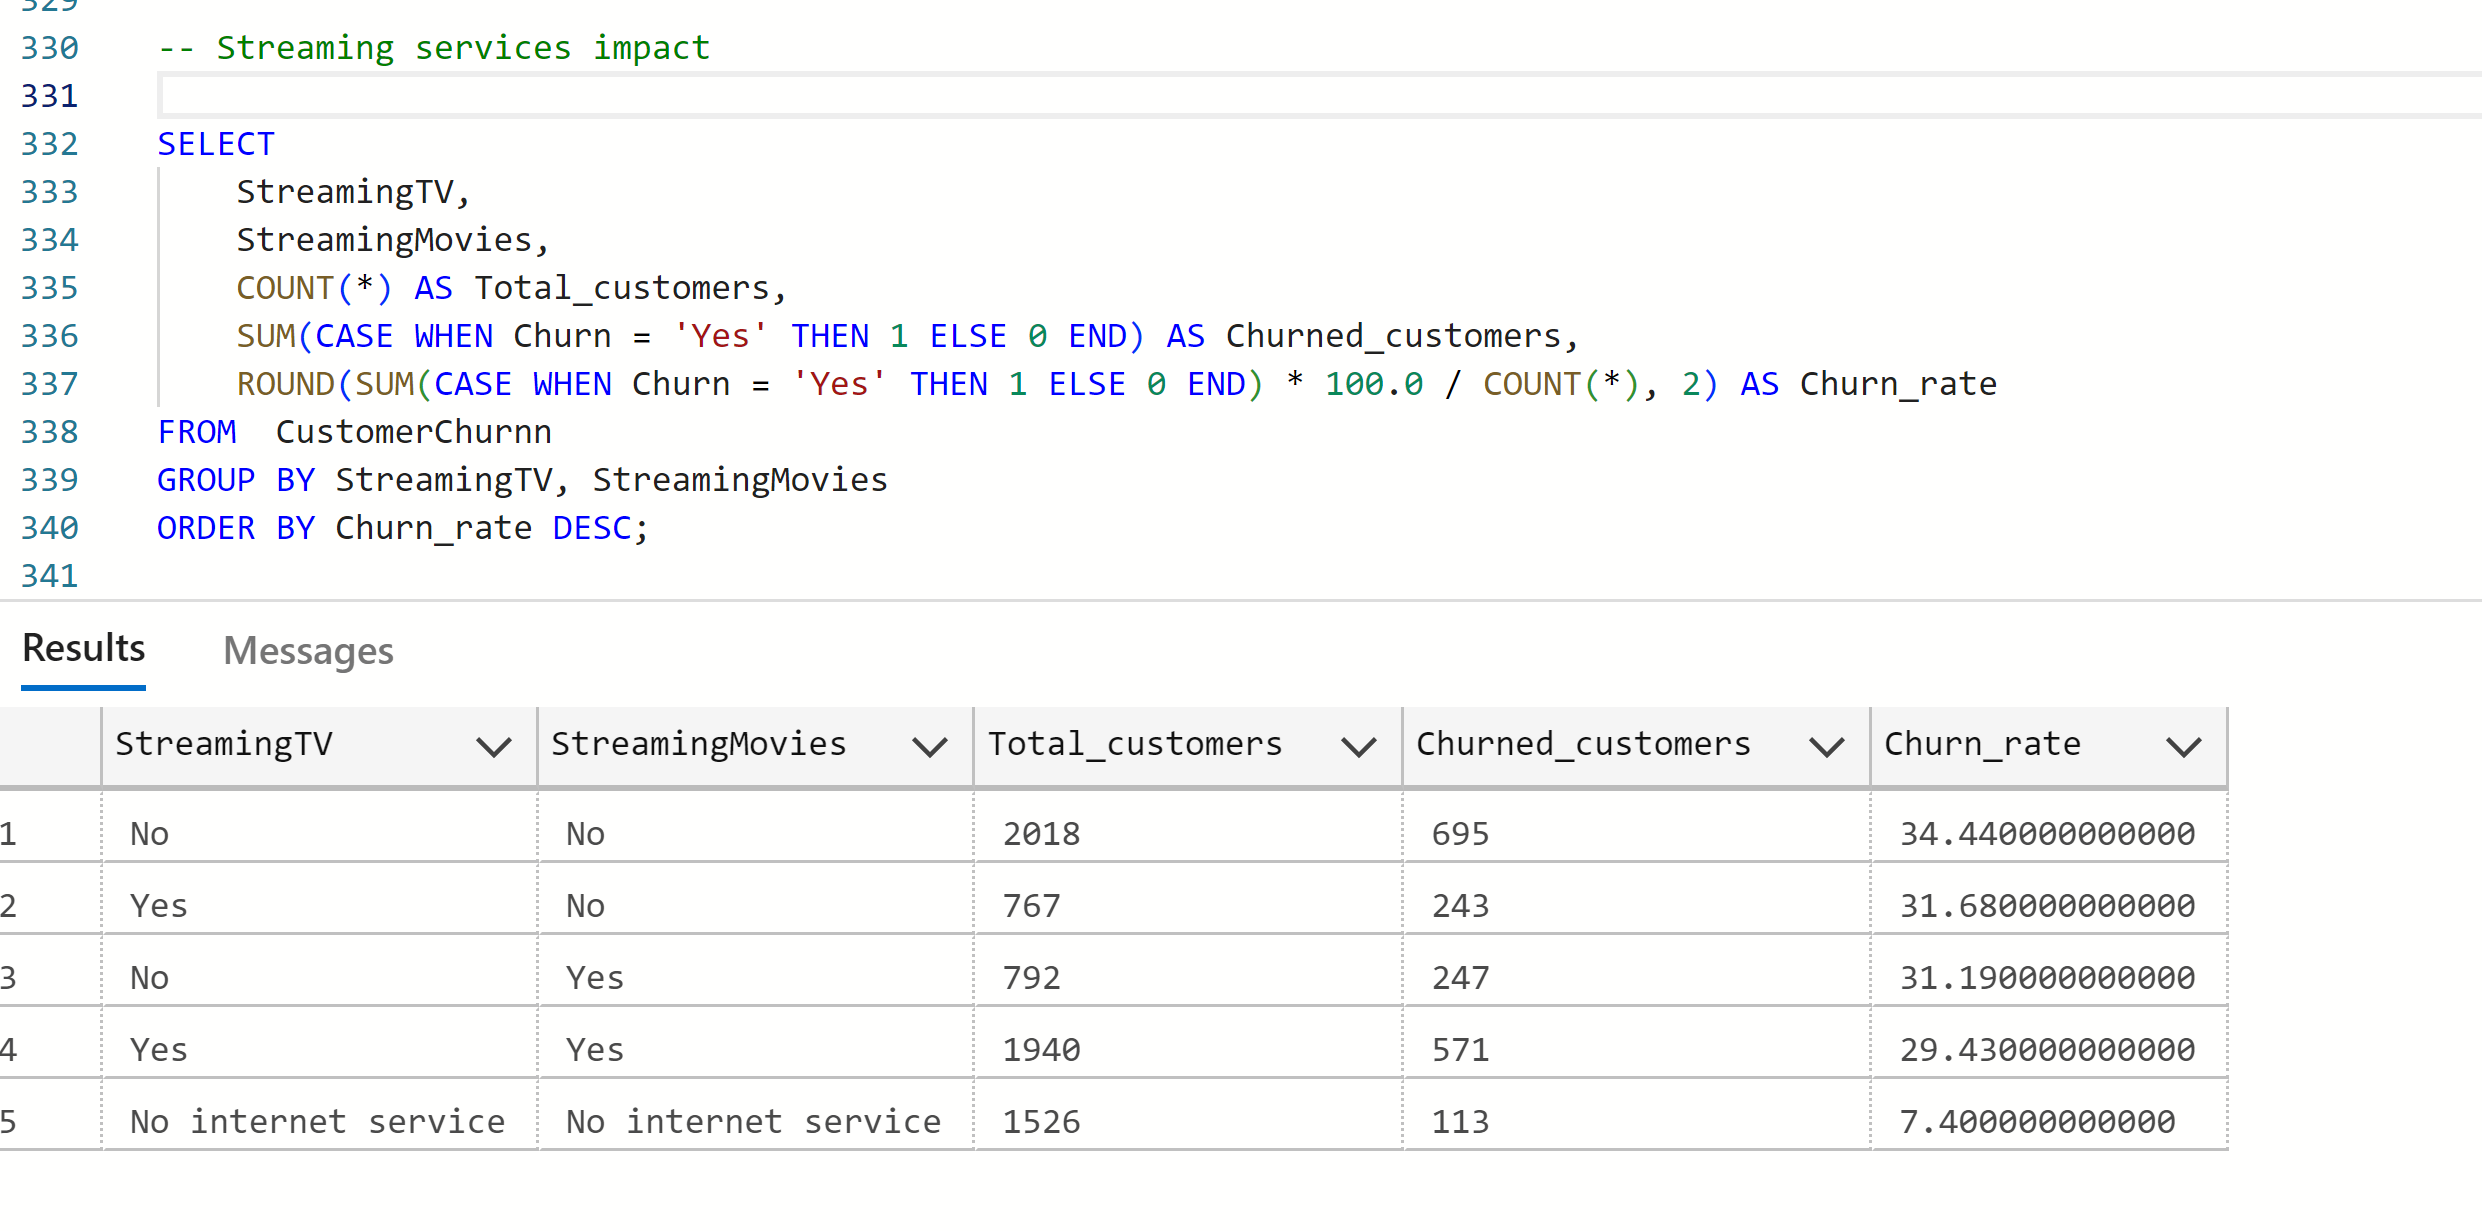 329
330 -- Streaming services impact
331
332 SELECT
333 StreamingTV,
334 StreamingMovies,
335 COUNT(*) AS Total_customers,
336 SUM(CASE WHEN Churn = 'Yes' THEN 1 ELSE 0 END) AS Churned_customers,
337 ROUND(SUM(CASE WHEN Churn = 'Yes' THEN 1 ELSE 0 END) * 100.0 / COUNT(*), 2) AS Churn_rate
338 FROM  CustomerChurnn
339 GROUP BY StreamingTV, StreamingMovies
340 ORDER BY Churn_rate DESC;
341
Results Messages
StreamingTV StreamingMovies Total_customers Churned_customers Churn_rate
1 No No 2018 695 34.440000000000
2 Yes No 767 243 31.680000000000
3 No Yes 792 247 31.190000000000
4 Yes Yes 1940 571 29.430000000000
5 No internet service No internet service 1526 113 7.400000000000